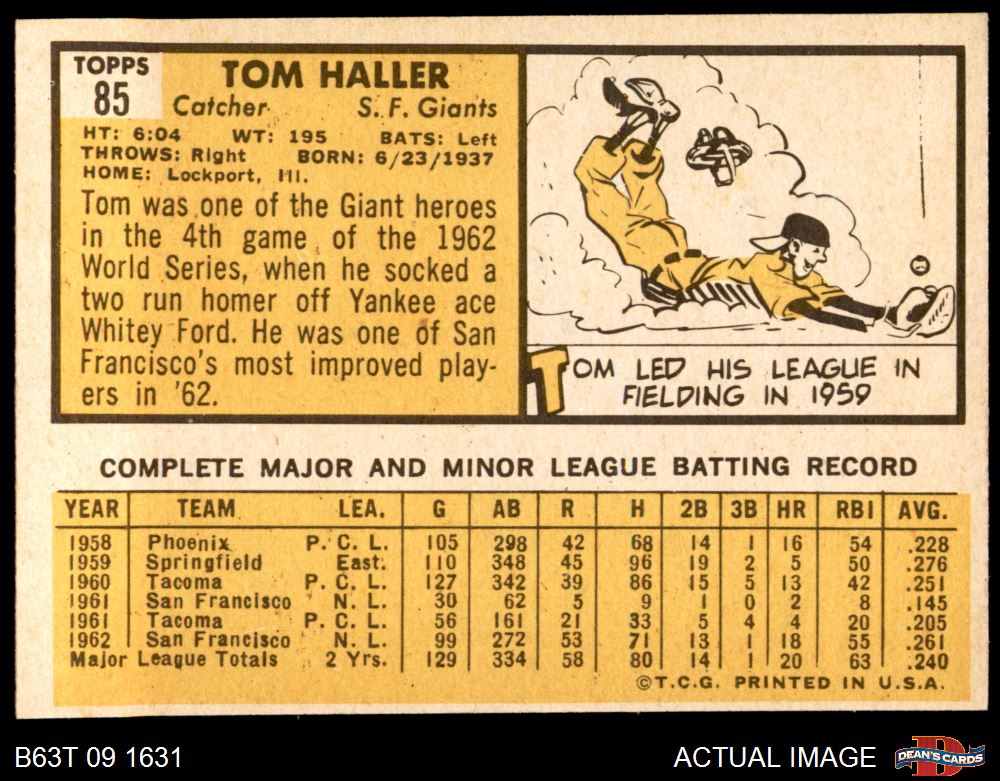 TOPPS
85
TOM HALLER
Catcher S. F. Giants
HT: 6:04 WT: 195 BATS: Left
THROWS: Right BORN: 6/23/1937
HOME: Lockport, Ill.
Tom was one of the Giant heroes
in the 4th game of the 1962
World Series, when he socked a
two run homer off Yankee ace
Whitey Ford. He was one of San
Francisco's most improved play-
ers in '62.
TOM LED HIS LEAGUE IN
FIELDING IN 1959
COMPLETE MAJOR AND MINOR LEAGUE BATTING RECORD
YEAR TEAM LEA. G AB R H 2B 3B HR RBI AVG.
1958 Phoenix P. C. L. 105 298 42 68 14 1 16 54 .228
1959 Springfield East. 110 348 45 96 19 2 5 50 .276
1960 Tacoma P. C. L. 127 342 39 86 15 5 13 42 .251
1961 San Francisco N. L. 30 62 5 9 1 0 2 8 .145
1961 Tacoma P. C. L. 56 161 21 33 5 4 4 20 .205
1962 San Francisco N. L. 99 272 53 71 13 1 18 55 .261
Major League Totals 2 Yrs. 129 334 58 80 14 1 20 63 .240
©T.C.G. PRINTED IN U.S.A.
B63T 09 1631 ACTUAL IMAGE DEAN'S CARDS